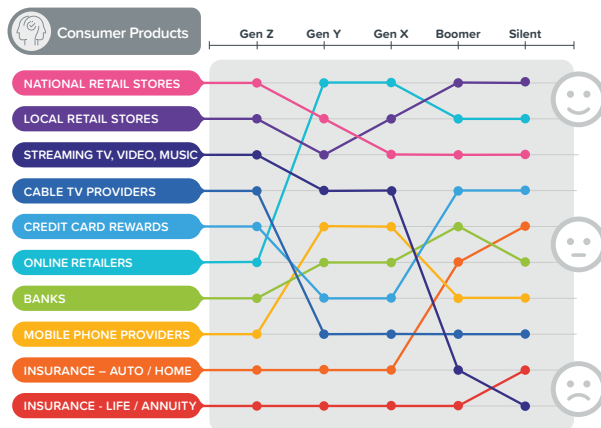 Consumer Products
Gen Z Gen Y Gen X Boomer Silent
NATIONAL RETAIL STORES
LOCAL RETAIL STORES
STREAMING TV, VIDEO, MUSIC
CABLE TV PROVIDERS
CREDIT CARD REWARDS
ONLINE RETAILERS
BANKS
MOBILE PHONE PROVIDERS
INSURANCE – AUTO / HOME
INSURANCE - LIFE / ANNUITY